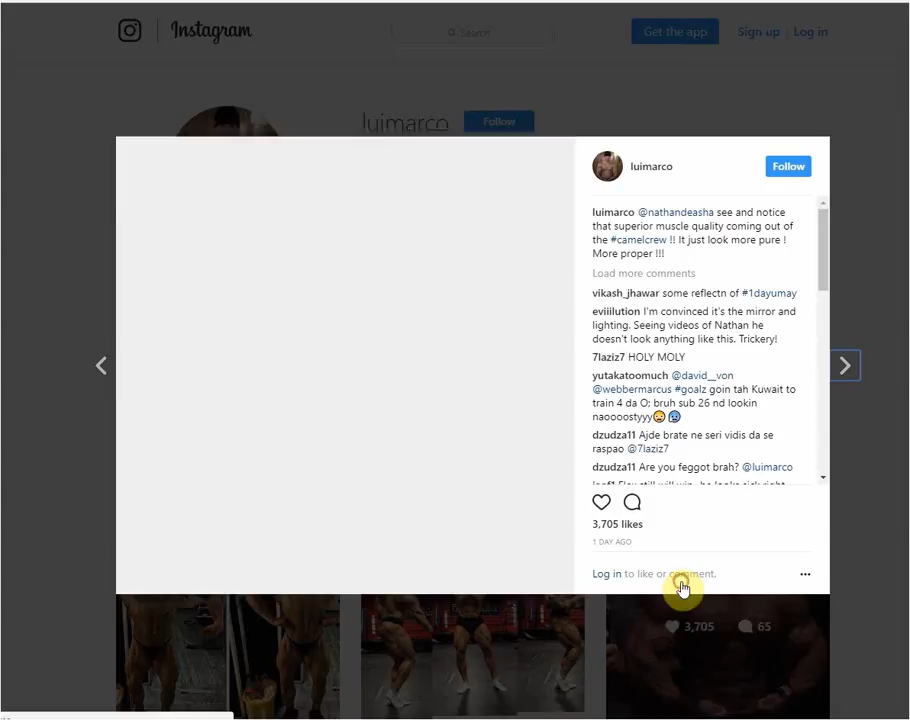 Instagram
Search
Get the app
Sign up | Log in
luimarco
Follow
luimarco
Follow
luimarco @nathandeasha see and notice
that superior muscle quality coming out of
the #camelcrew !! It just look more pure !
More proper !!!
Load more comments
vikash_jhawar some reflectn of #1dayumay
eviiilution I'm convinced it's the mirror and
lighting. Seeing videos of Nathan he
doesn't look anything like this. Trickery!
7laziz7 HOLY MOLY
yutakatoomuch @david__von
@webbermarcus #goalz goin tah Kuwait to
train 4 da O; bruh sub 26 nd lookin
naoooostyyy
dzudza11 Ajde brate ne seri vidis da se
raspao @7laziz7
dzudza11 Are you feggot brah? @luimarco
3,705 likes
1 DAY AGO
Log in to like or comment.
3,705 65